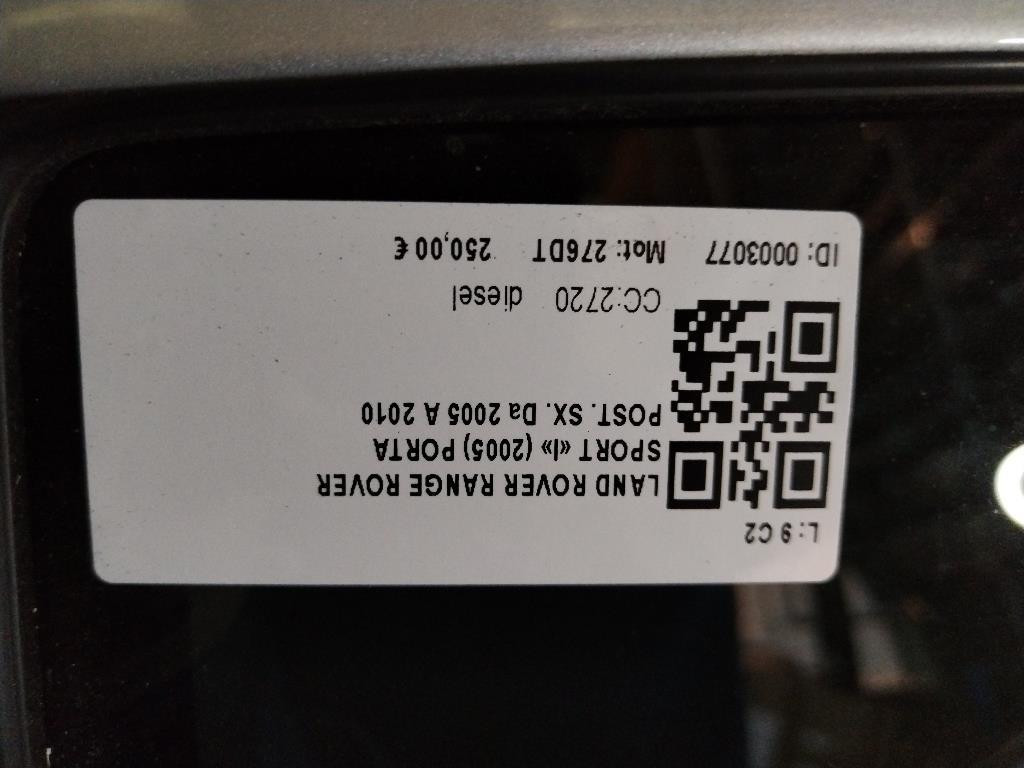 L: 9 C2
LAND ROVER RANGE ROVER
SPORT «I» (2005) PORTA
POST. SX. Da 2005 A 2010
CC:2720 diesel
ID: 0003077 Mot: 276DT 250,00 €